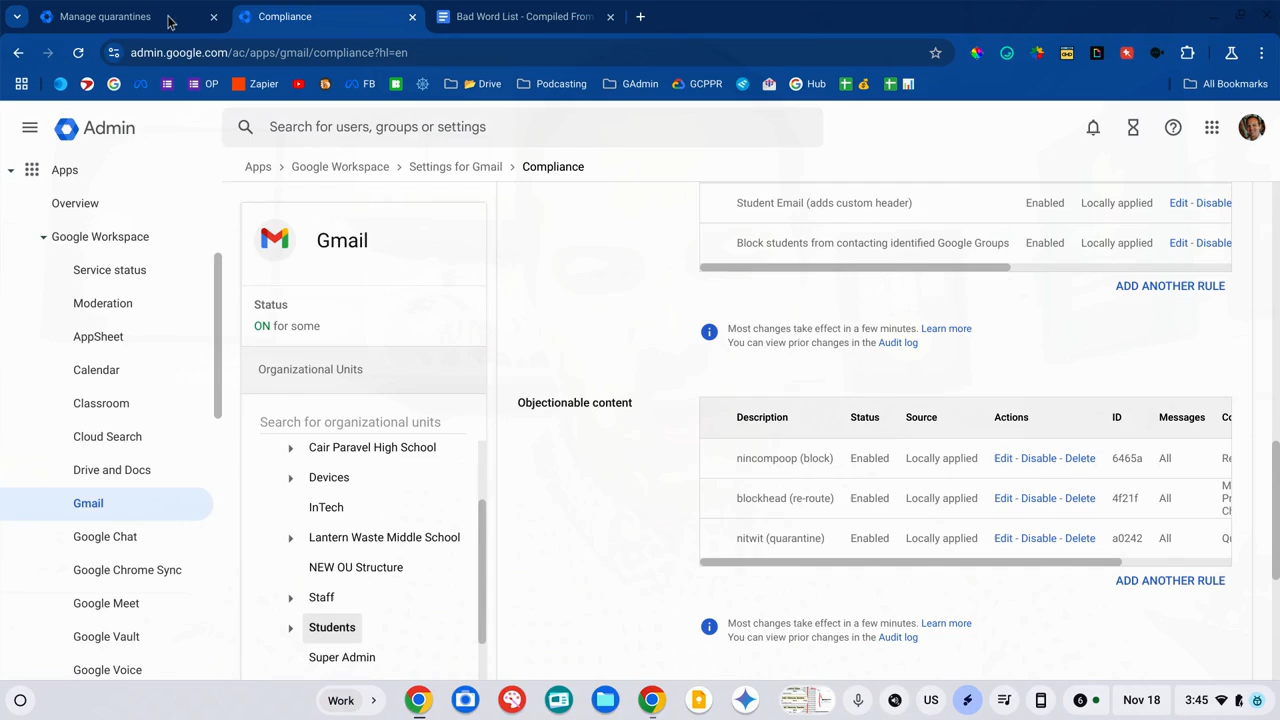 Manage quarantines
Compliance
Bad Word List - Compiled From
admin.google.com/ac/apps/gmail/compliance?hl=en
OP
Zapier
FB
Drive
Podcasting
GAdmin
GCPPR
Hub
All Bookmarks
Admin
Search for users, groups or settings
Apps
Overview
Google Workspace
Service status
Moderation
AppSheet
Calendar
Classroom
Cloud Search
Drive and Docs
Gmail
Google Chat
Google Chrome Sync
Google Meet
Google Vault
Google Voice
Apps > Google Workspace > Settings for Gmail > Compliance
Gmail
Status
ON for some
Organizational Units
Search for organizational units
Cair Paravel High School
Devices
InTech
Lantern Waste Middle School
NEW OU Structure
Staff
Students
Super Admin
Student Email (adds custom header) Enabled Locally applied Edit - Disable
Block students from contacting identified Google Groups Enabled Locally applied Edit - Disable
ADD ANOTHER RULE
Most changes take effect in a few minutes. Learn more
You can view prior changes in the Audit log
Objectionable content
Description Status Source Actions ID Messages Co
nincompoop (block) Enabled Locally applied Edit - Disable - Delete 6465a All Re
blockhead (re-route) Enabled Locally applied Edit - Disable - Delete 4f21f All M
Pr
Ch
nitwit (quarantine) Enabled Locally applied Edit - Disable - Delete a0242 All Qu
ADD ANOTHER RULE
Most changes take effect in a few minutes. Learn more
You can view prior changes in the Audit log
Work
US
6
Nov 18
3:45